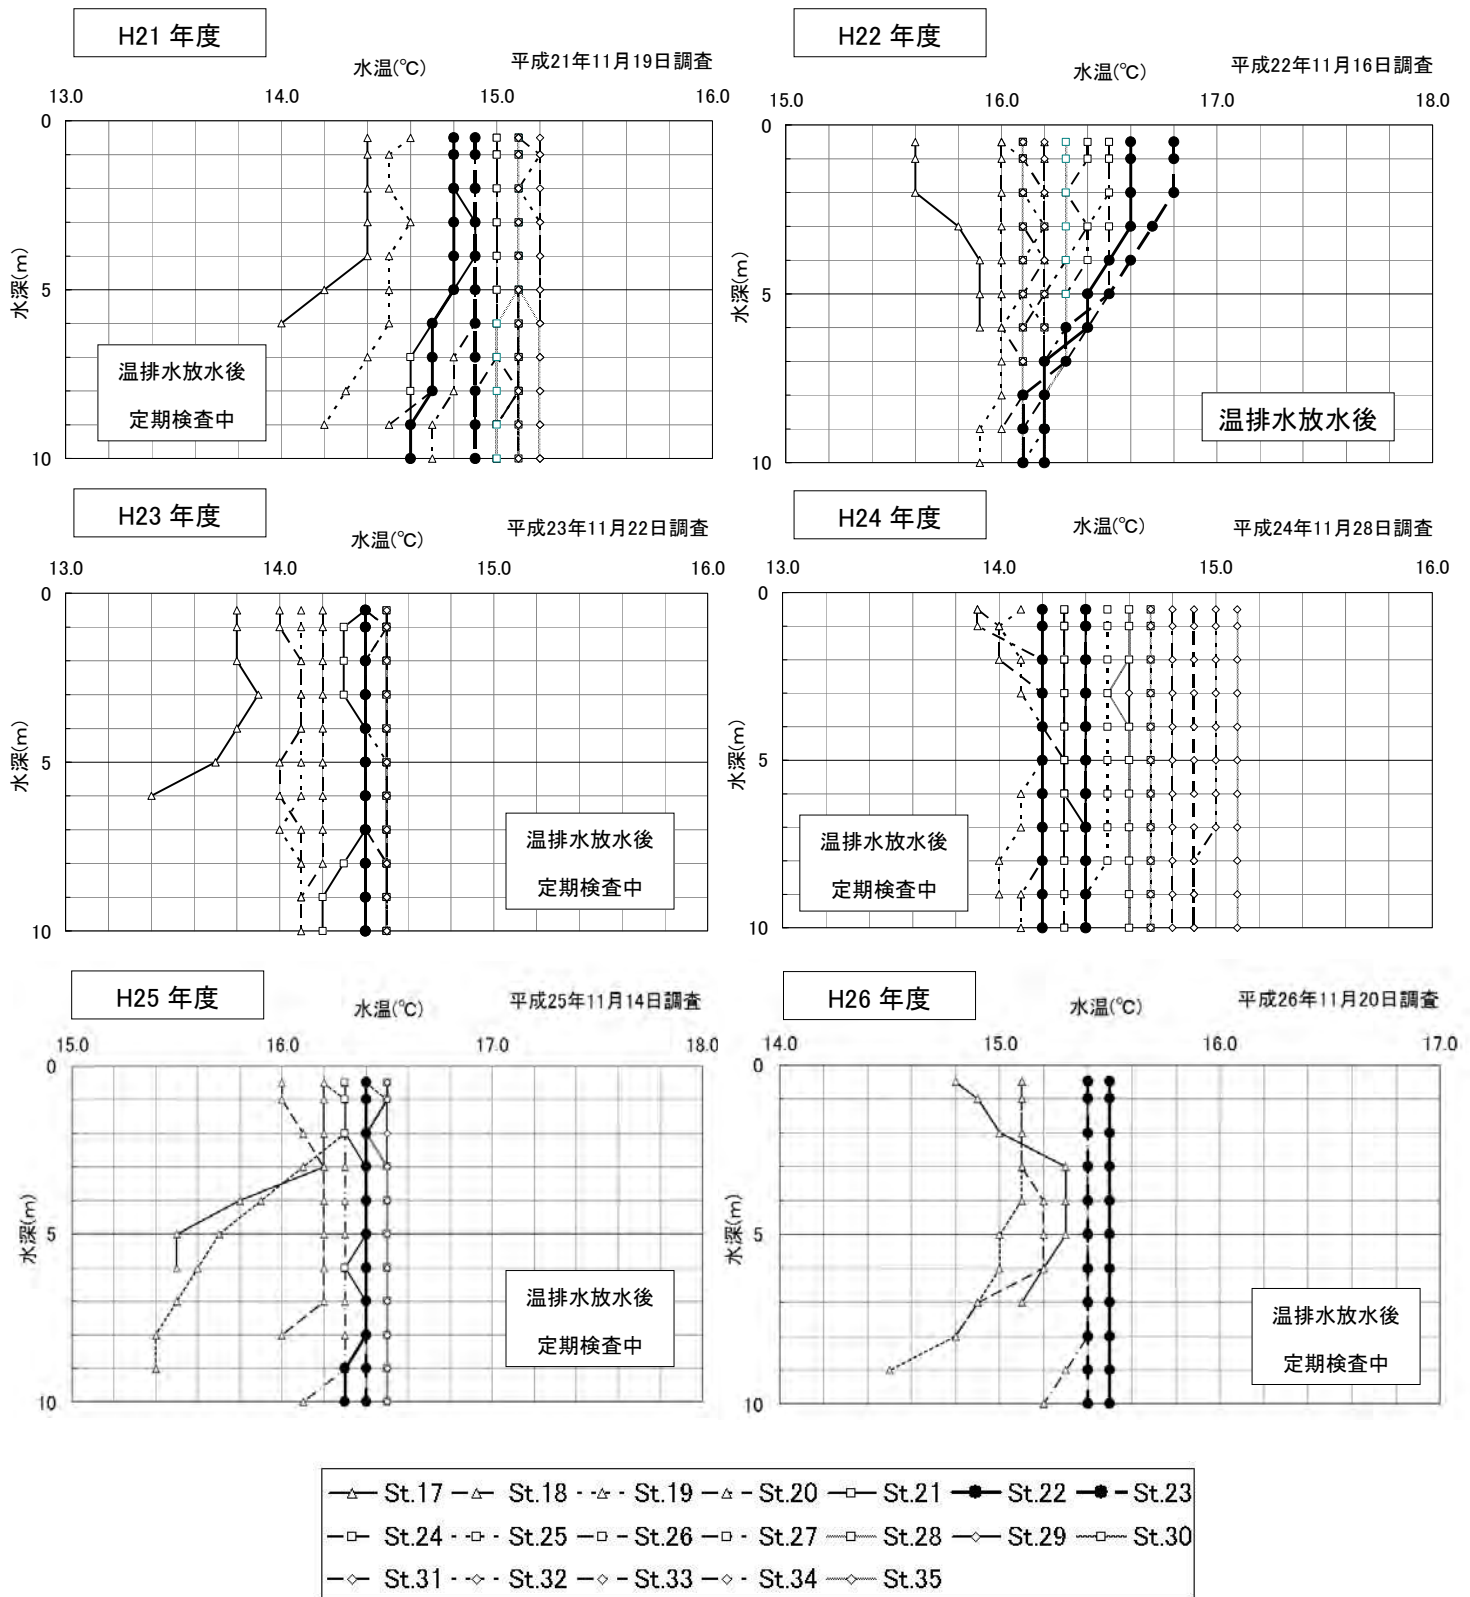 H21 年度
平成21年11月19日調査
水温(℃)
13.0 14.0 15.0 16.0
0
5
10
水深(m)
温排水放水後
定期検査中
H22 年度
平成22年11月16日調査
水温(℃)
15.0 16.0 17.0 18.0
0
5
10
水深(m)
温排水放水後
H23 年度
平成23年11月22日調査
水温(℃)
13.0 14.0 15.0 16.0
0
5
10
水深(m)
温排水放水後
定期検査中
H24 年度
平成24年11月28日調査
水温(℃)
13.0 14.0 15.0 16.0
0
5
10
水深(m)
温排水放水後
定期検査中
H25 年度
平成25年11月14日調査
水温(℃)
15.0 16.0 17.0 18.0
0
5
10
水深(m)
温排水放水後
定期検査中
H26 年度
平成26年11月20日調査
水温(℃)
14.0 15.0 16.0 17.0
0
5
10
水深(m)
温排水放水後
定期検査中
St.17 St.18 St.19 St.20 St.21 St.22 St.23
St.24 St.25 St.26 St.27 St.28 St.29 St.30
St.31 St.32 St.33 St.34 St.35